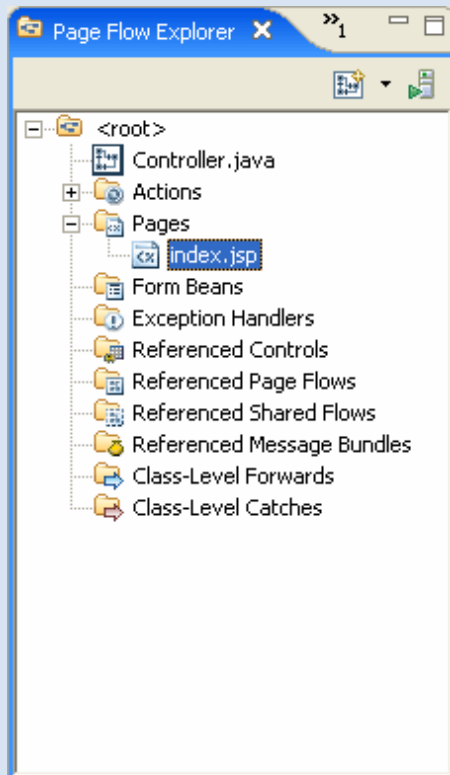 Page Flow Explorer »1
<root>
Controller.java
Actions
Pages
index.jsp
Form Beans
Exception Handlers
Referenced Controls
Referenced Page Flows
Referenced Shared Flows
Referenced Message Bundles
Class-Level Forwards
Class-Level Catches